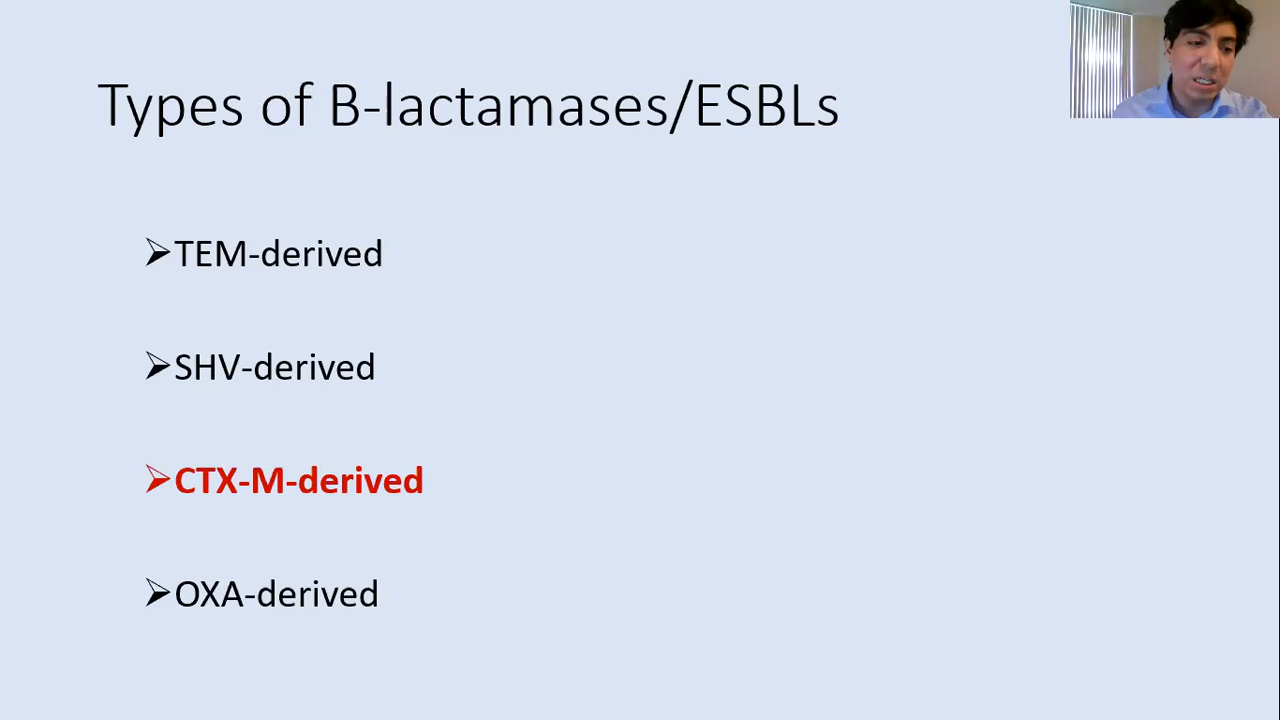 Types of B-lactamases/ESBLs
TEM-derived
SHV-derived
CTX-M-derived
OXA-derived